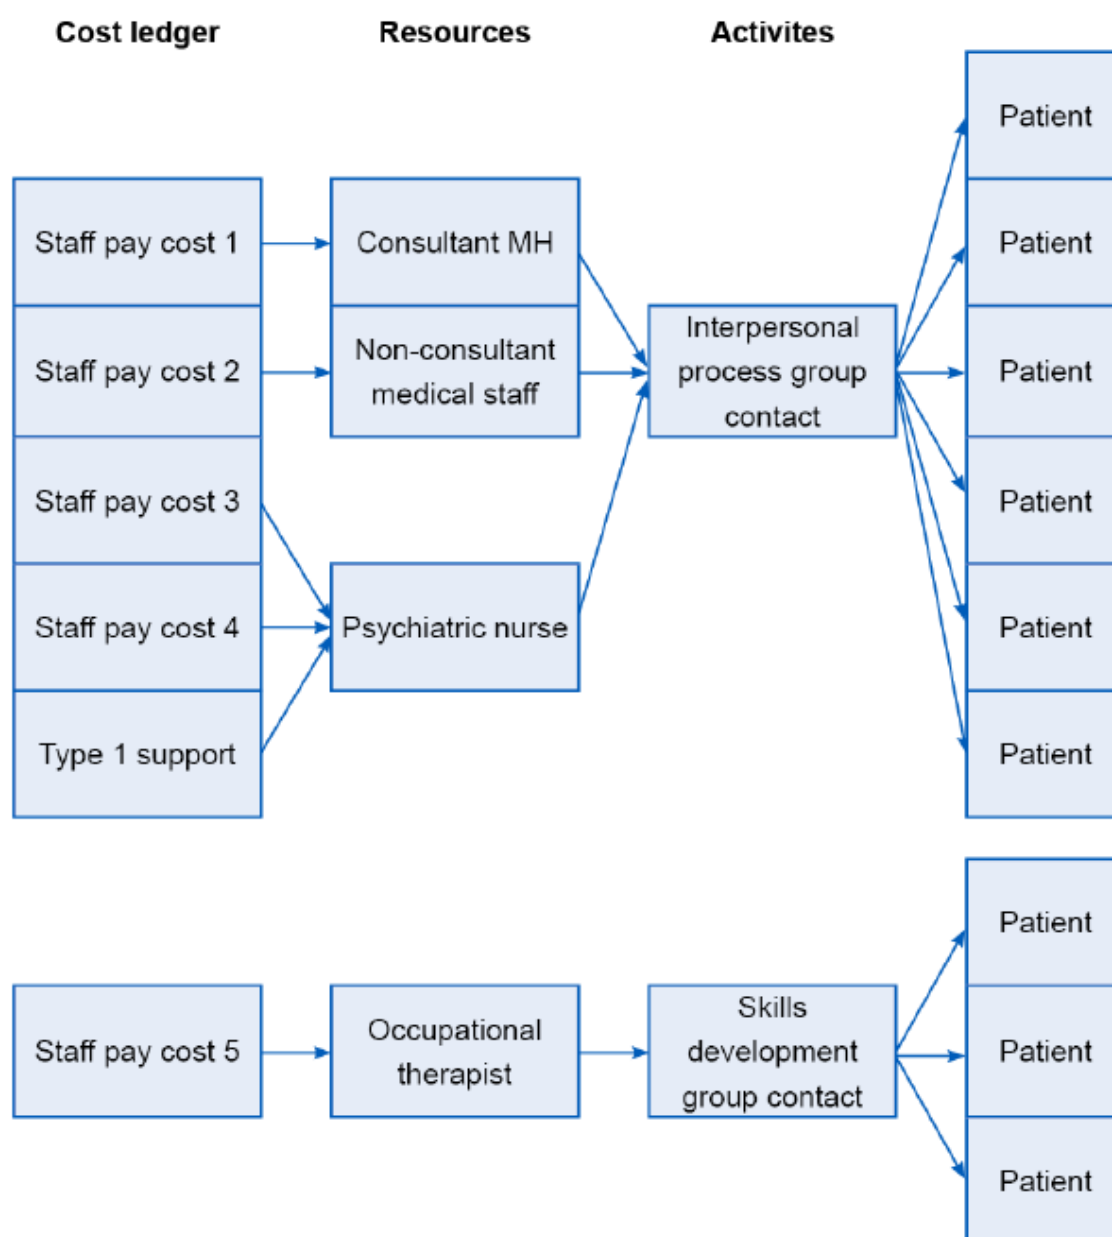 Cost ledger
Resources
Activites
Patient
Staff pay cost 1
Consultant MH
Patient
Staff pay cost 2
Non-consultant
medical staff
Interpersonal
process group
contact
Patient
Staff pay cost 3
Patient
Staff pay cost 4
Psychiatric nurse
Patient
Type 1 support
Patient
Patient
Staff pay cost 5
Occupational
therapist
Skills
development
group contact
Patient
Patient